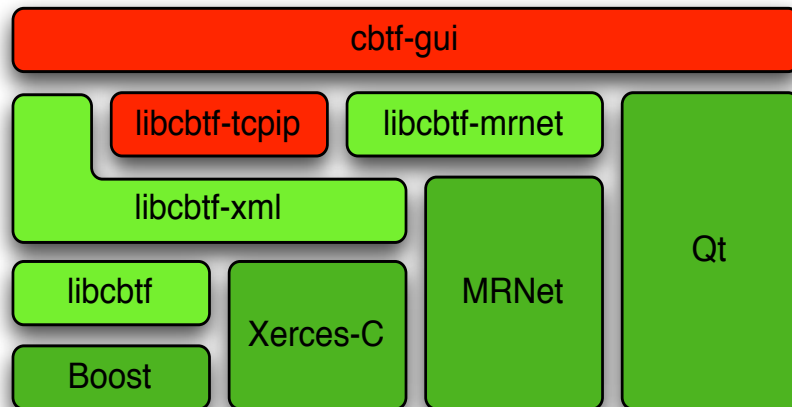 cbtf-gui
libcbtf-tcpip
libcbtf-mrnet
libcbtf-xml
Qt
libcbtf
MRNet
Xerces-C
Boost